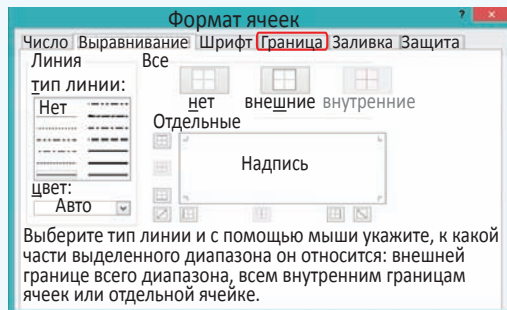 Формат ячеек ?
Число Выравнивание Шрифт Граница Заливка Защита
Линия Все
тип линии:
Нет
нет внешние внутренние
Отдельные
Надпись
цвет:
Авто
Выберите тип линии и с помощью мыши укажите, к какой
части выделенного диапазона он относится: внешней
границе всего диапазона, всем внутренним границам
ячеек или отдельной ячейке.